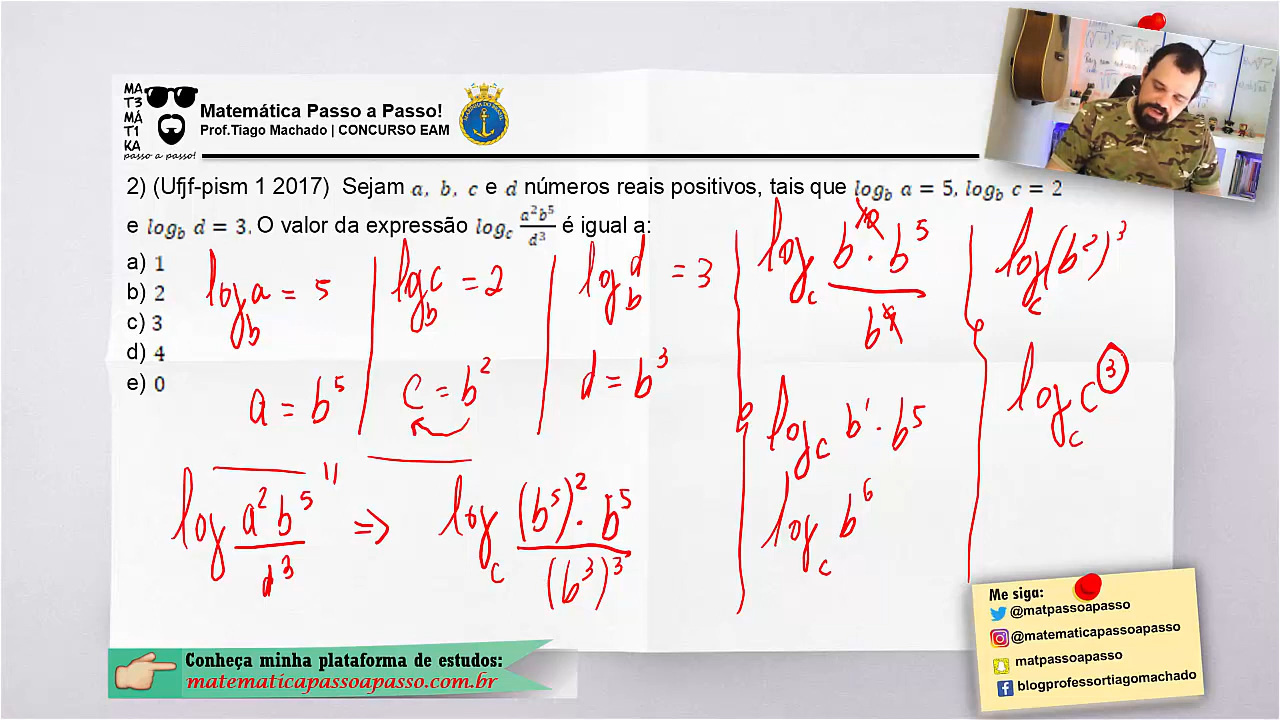 MA
T3
MÁ
T1
KA
passo a passo!
Matemática Passo a Passo!
Prof.Tiago Machado | CONCURSO EAM
MARINHA DO BRASIL
2) (Ufjf-pism 1 2017) Sejam a, b, c e d números reais positivos, tais que log_b a = 5, log_b c = 2
e log_b d = 3. O valor da expressão log_c a²b⁵/d³ é igual a:
a) 1
b) 2
c) 3
d) 4
e) 0
log_b a = 5
a = b⁵
log_b c = 2
c = b²
log_b d = 3
d = b³
log a²b⁵/d³ => log_c (b⁵)² · b⁵/(b³)³
log_c b¹⁰ · b⁵/b⁹
log_c b¹ · b⁵
log_c b⁶
log_c (b²)³
log_c c³
Me siga:
@matpassoapasso
@matematicapassoapasso
matpassoapasso
blogprofessortiagomachado
Conheça minha plataforma de estudos:
matematicapassoapasso.com.br